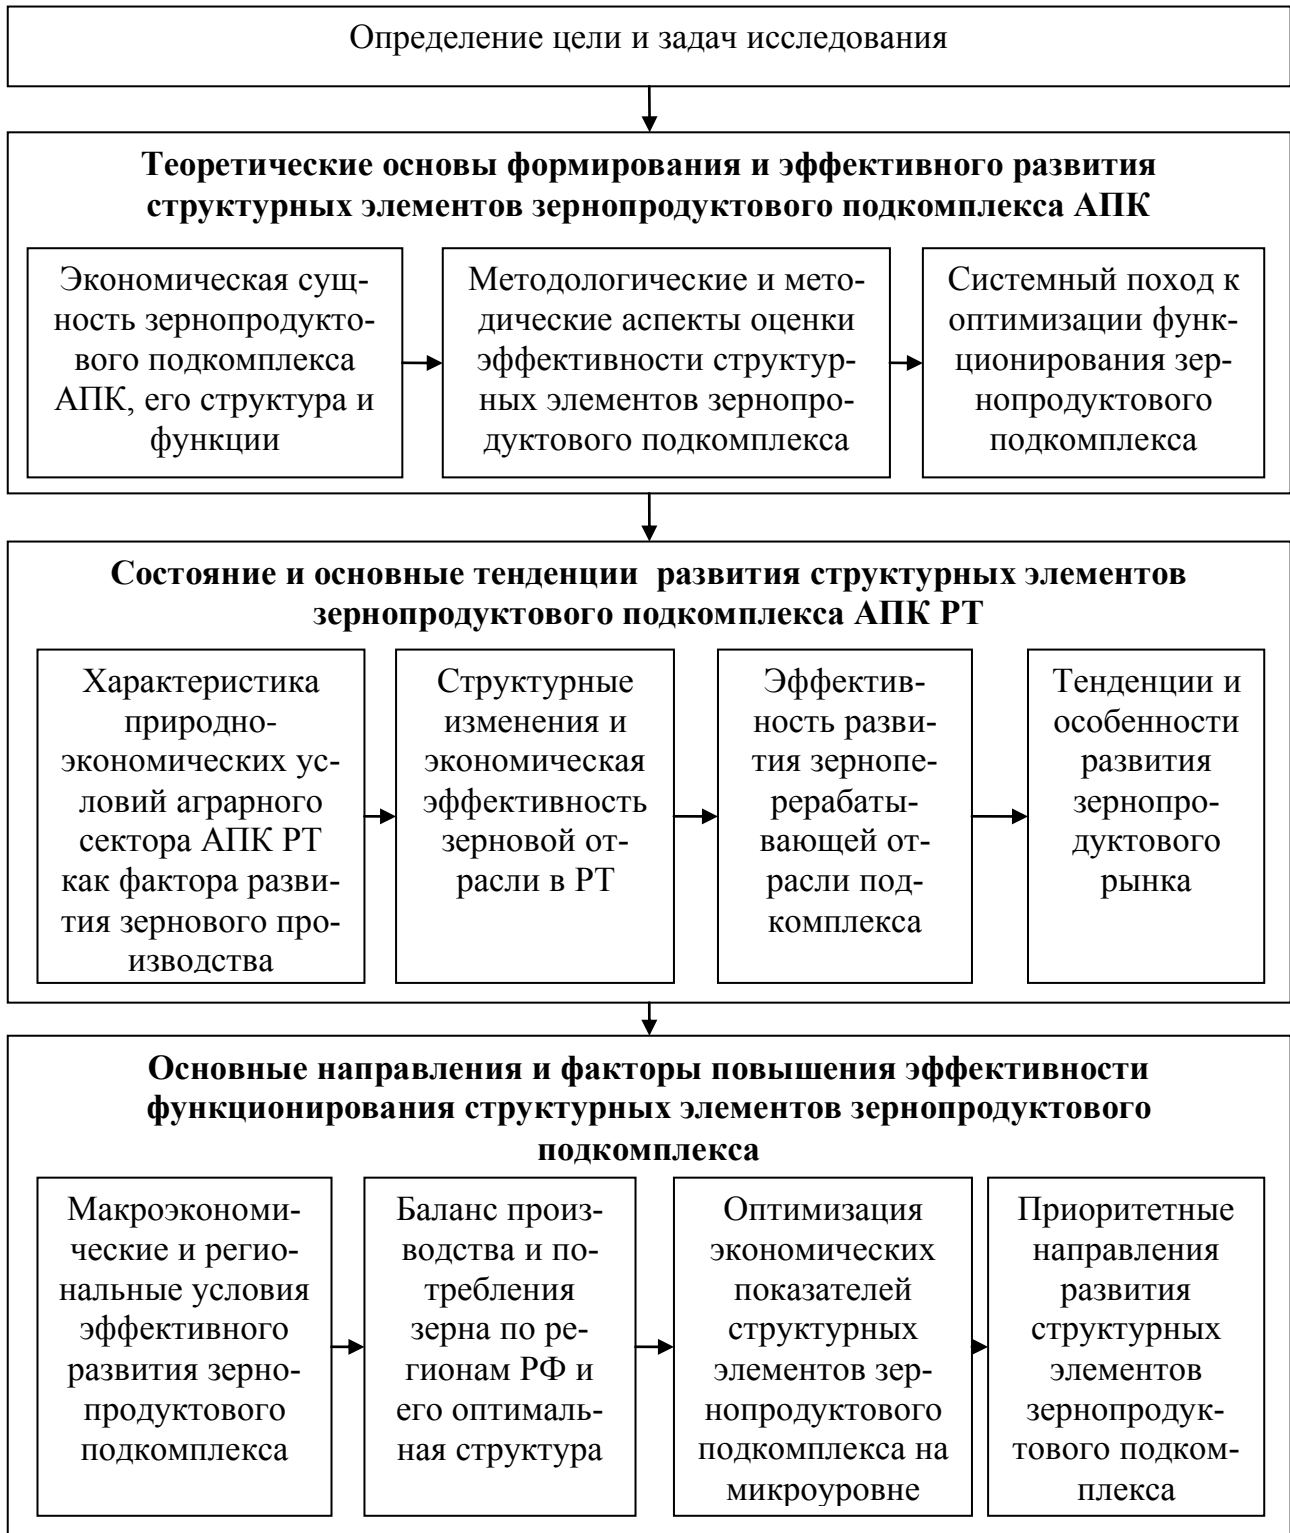 Определение цели и задач исследования
Теоретические основы формирования и эффективного развития
структурных элементов зернопродуктового подкомплекса АПК
Экономическая сущ-
ность зернопродукто-
вого подкомплекса
АПК, его структура и
функции
Методологические и мето-
дические аспекты оценки
эффективности структур-
ных элементов зернопро-
дуктового подкомплекса
Системный поход к
оптимизации функ-
ционирования зер-
нопродуктового
подкомплекса
Состояние и основные тенденции развития структурных элементов
зернопродуктового подкомплекса АПК РТ
Характеристика
природно-
экономических ус-
ловий аграрного
сектора АПК РТ
как фактора разви-
тия зернового про-
изводства
Структурные
изменения и
экономическая
эффективность
зерновой от-
расли в РТ
Эффектив-
ность разви-
тия зернопе-
рерабаты-
вающей от-
расли под-
комплекса
Тенденции и
особенности
развития
зернопро-
дуктового
рынка
Основные направления и факторы повышения эффективности
функционирования структурных элементов зернопродуктового
подкомплекса
Макроэкономи-
ческие и регио-
нальные условия
эффективного
развития зерно-
продуктового
подкомплекса
Баланс произ-
водства и по-
требления
зерна по ре-
гионам РФ и
его оптималь-
ная структура
Оптимизация
экономических
показателей
структурных
элементов зер-
нопродуктового
подкомплекса на
микроуровне
Приоритетные
направления
развития
структурных
элементов
зернопродук-
тового подком-
плекса